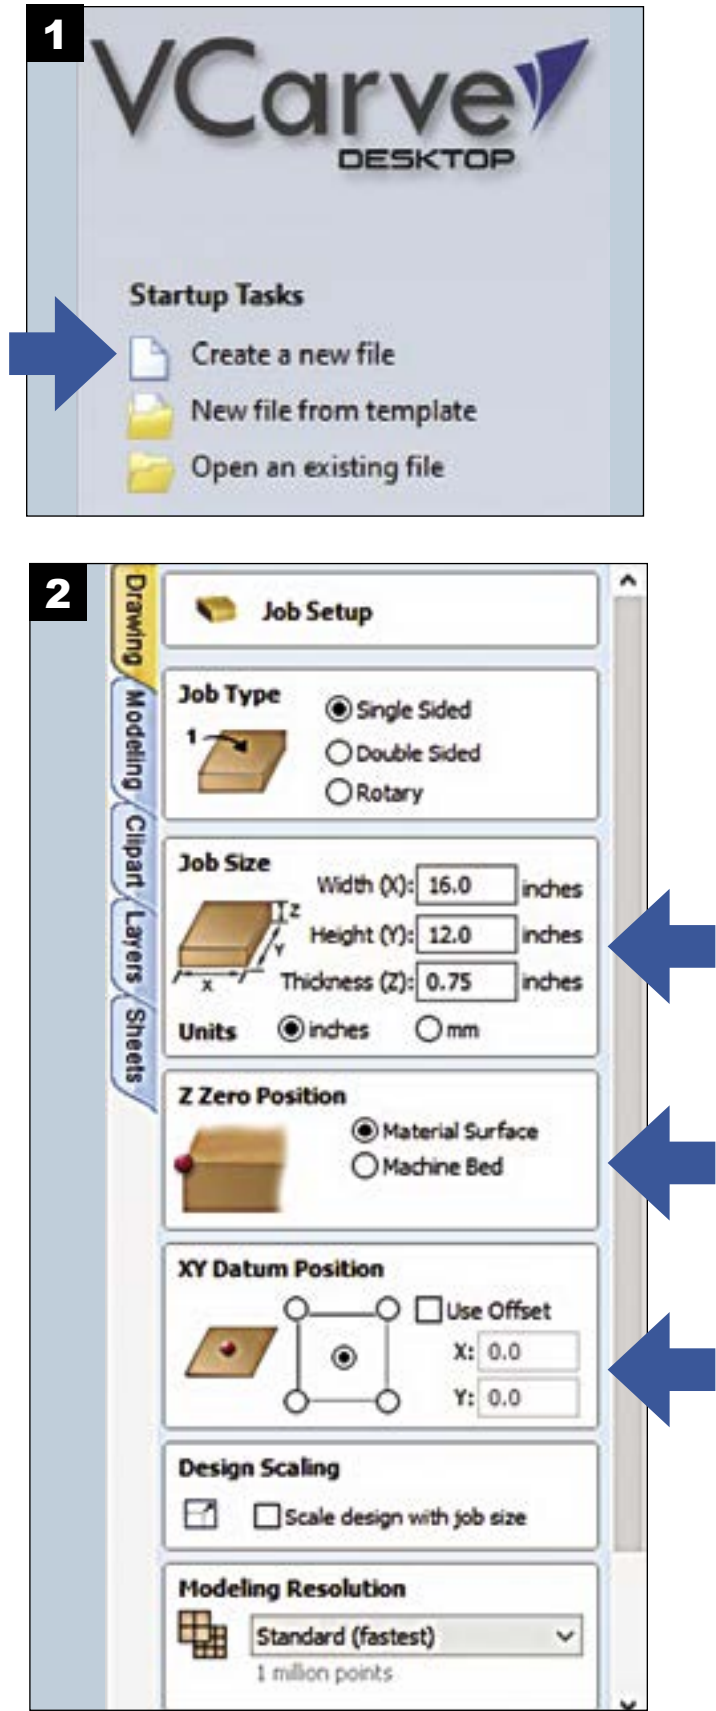 1
VCarve
DESKTOP
Startup Tasks
Create a new file
New file from template
Open an existing file
2
Drawing
Modeling
Clipart
Layers
Sheets
Job Setup
Job Type
1
Single Sided
Double Sided
Rotary
Job Size
Width (X): 16.0 inches
Z
Y
X
Height (Y): 12.0 inches
Thickness (Z): 0.75 inches
Units inches mm
Z Zero Position
Material Surface
Machine Bed
XY Datum Position
Use Offset
X: 0.0
Y: 0.0
Design Scaling
Scale design with job size
Modeling Resolution
Standard (fastest)
1 million points